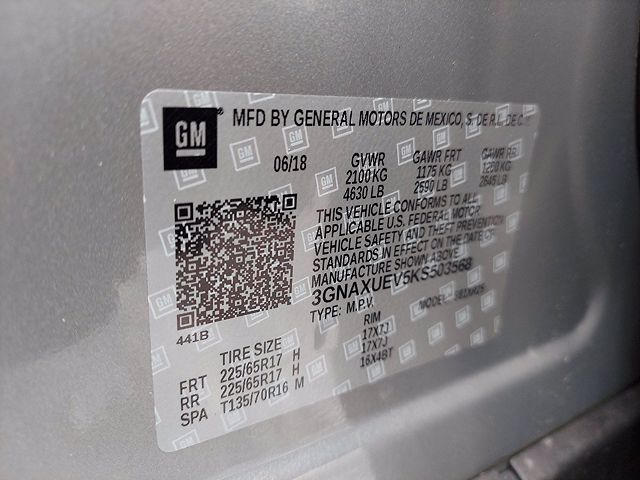 GM
MFD BY GENERAL MOTORS DE MEXICO, S. DE R.L. DE C.
06/18
GVWR GAWR FRT GAWR RR
2100 KG 1175 KG 1200 KG
4630 LB 2590 LB 2645 LB
THIS VEHICLE CONFORMS TO ALL
APPLICABLE U.S. FEDERAL MOTOR
VEHICLE SAFETY AND THEFT PREVENTION
STANDARDS IN EFFECT ON THE DATE OF
MANUFACTURE SHOWN ABOVE.
3GNAXUEV5KS503568
TYPE: M.P.V. MODEL:
441B
TIRE SIZE RIM
FRT 225/65R17 H 17X7J
RR 225/65R17 H 17X7J
SPA T135/70R16 M 16X4BT